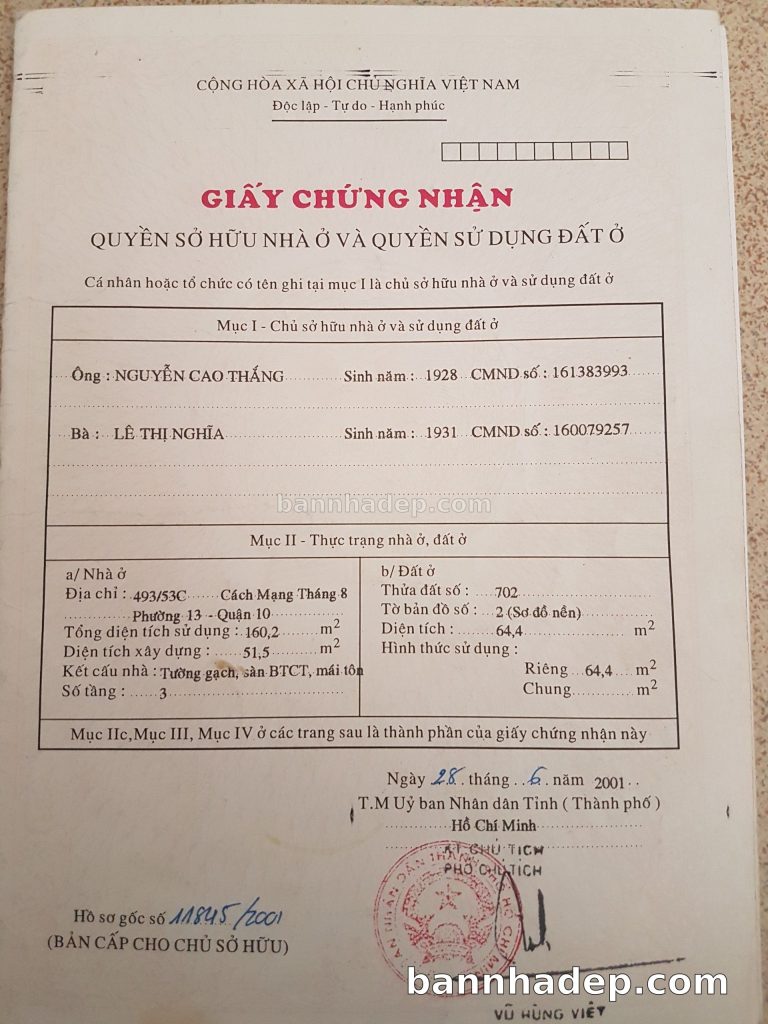 CỘNG HÒA XÃ HỘI CHỦ NGHĨA VIỆT NAM
Độc lập - Tự do - Hạnh phúc
GIẤY CHỨNG NHẬN
QUYỀN SỞ HỮU NHÀ Ở VÀ QUYỀN SỬ DỤNG ĐẤT Ở
Cá nhân hoặc tổ chức có tên ghi tại mục I là chủ sở hữu nhà ở và sử dụng đất ở
Mục I - Chủ sở hữu nhà ở và sử dụng đất ở
Ông : NGUYỄN CAO THẮNG Sinh năm : 1928 CMND số : 161383993
Bà : LÊ THỊ NGHĨA Sinh năm : 1931 CMND số : 160079257
bannhadep.com
Mục II - Thực trạng nhà ở, đất ở
a/ Nhà ở
Địa chỉ : 493/53C Cách Mạng Tháng 8
Phường 13 - Quận 10
Tổng diện tích sử dụng : 160,2 m2
Diện tích xây dựng : 51,5 m2
Kết cấu nhà : Tường gạch, sàn BTCT, mái tôn
Số tầng : 3
b/ Đất ở
Thửa đất số : 702
Tờ bản đồ số : 2 (Sơ đồ nền)
Diện tích : 64,4 m2
Hình thức sử dụng :
Riêng 64,4 m2
Chung m2
Mục IIc,Mục III, Mục IV ở các trang sau là thành phần của giấy chứng nhận này
Ngày 28 tháng 6 năm 2001
T.M Uỷ ban Nhân dân Tỉnh ( Thành phố )
Hồ Chí Minh
KT CHỦ TỊCH
PHÓ CHỦ TỊCH
Hồ sơ gốc số 11845/2001
(BẢN CẤP CHO CHỦ SỞ HỮU)
bannhadep.com
VŨ HÙNG VIỆT